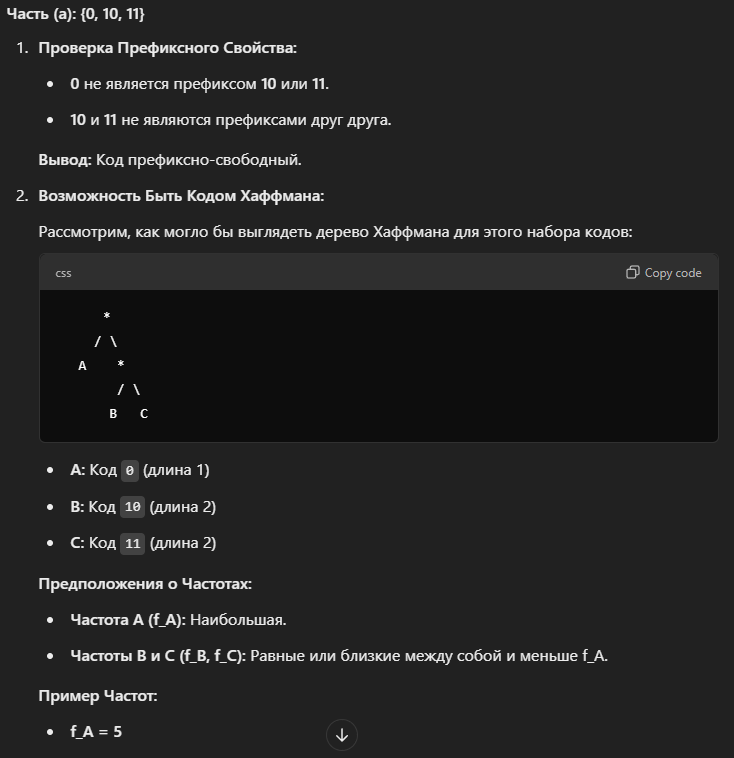 Часть (a): {0, 10, 11}
1. Проверка Префиксного Свойства:
• 0 не является префиксом 10 или 11.
• 10 и 11 не являются префиксами друг друга.
Вывод: Код префиксно-свободный.
2. Возможность Быть Кодом Хаффмана:
Рассмотрим, как могло бы выглядеть дерево Хаффмана для этого набора кодов:
css Copy code
*
/ \
A *
/ \
B C
• A: Код 0 (длина 1)
• B: Код 10 (длина 2)
• C: Код 11 (длина 2)
Предположения о Частотах:
• Частота A (f_A): Наибольшая.
• Частоты B и C (f_B, f_C): Равные или близкие между собой и меньше f_A.
Пример Частот:
• f_A = 5